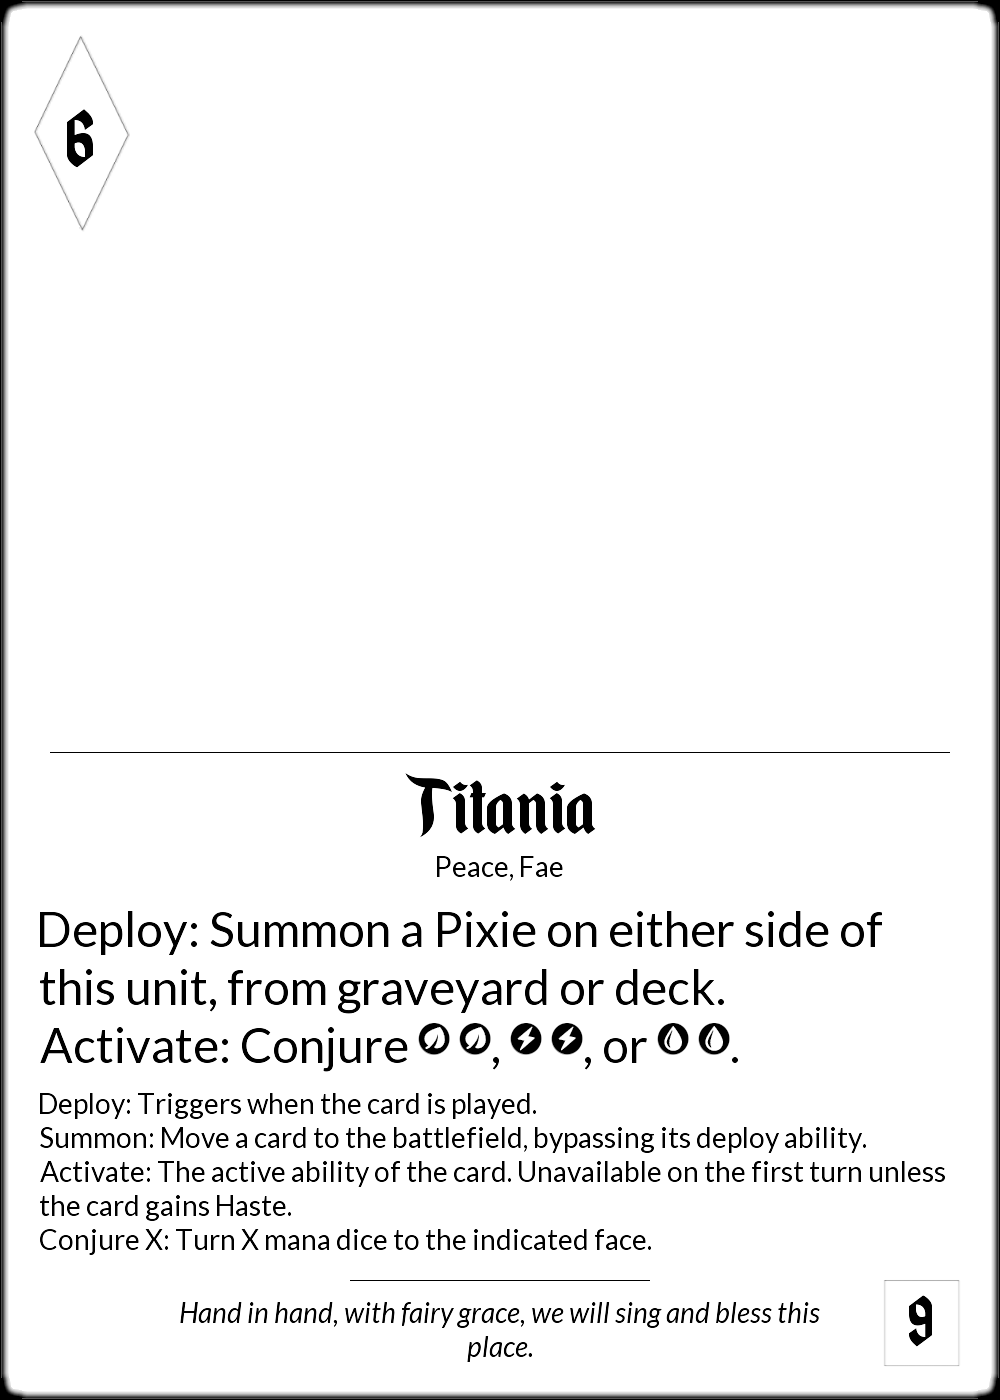 6
Titania
Peace, Fae
Deploy: Summon a Pixie on either side of
this unit, from graveyard or deck.
Activate: Conjure , , or .
Deploy: Triggers when the card is played.
Summon: Move a card to the battlefield, bypassing its deploy ability.
Activate: The active ability of the card. Unavailable on the first turn unless
the card gains Haste.
Conjure X: Turn X mana dice to the indicated face.
Hand in hand, with fairy grace, we will sing and bless this
place.
9